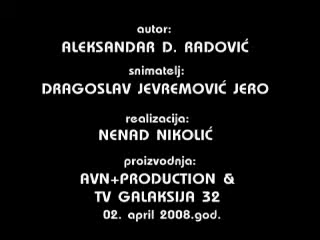 autor:
ALEKSANDAR D. RADOVIĆ
snimatelj:
DRAGOSLAV JEVREMOVIĆ JERO
realizacija:
NENAD NIKOLIĆ
proizvodnja:
AVN+PRODUCTION &
TV GALAKSIJA 32
02. april 2008.god.